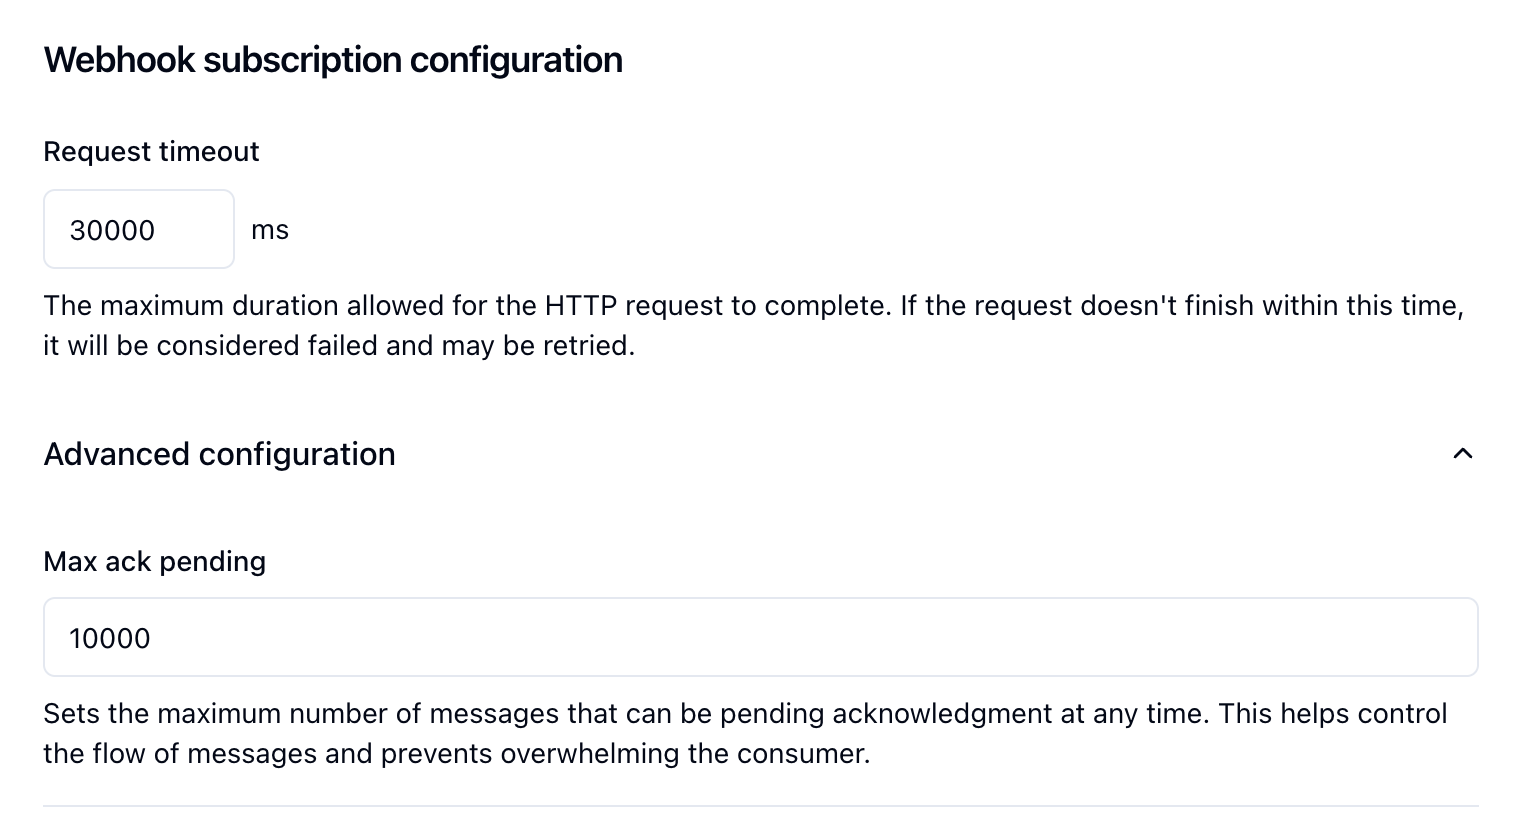 Webhook subscription configuration
Request timeout
30000 ms
The maximum duration allowed for the HTTP request to complete. If the request doesn't finish within this time,
it will be considered failed and may be retried.
Advanced configuration
Max ack pending
10000
Sets the maximum number of messages that can be pending acknowledgment at any time. This helps control
the flow of messages and prevents overwhelming the consumer.